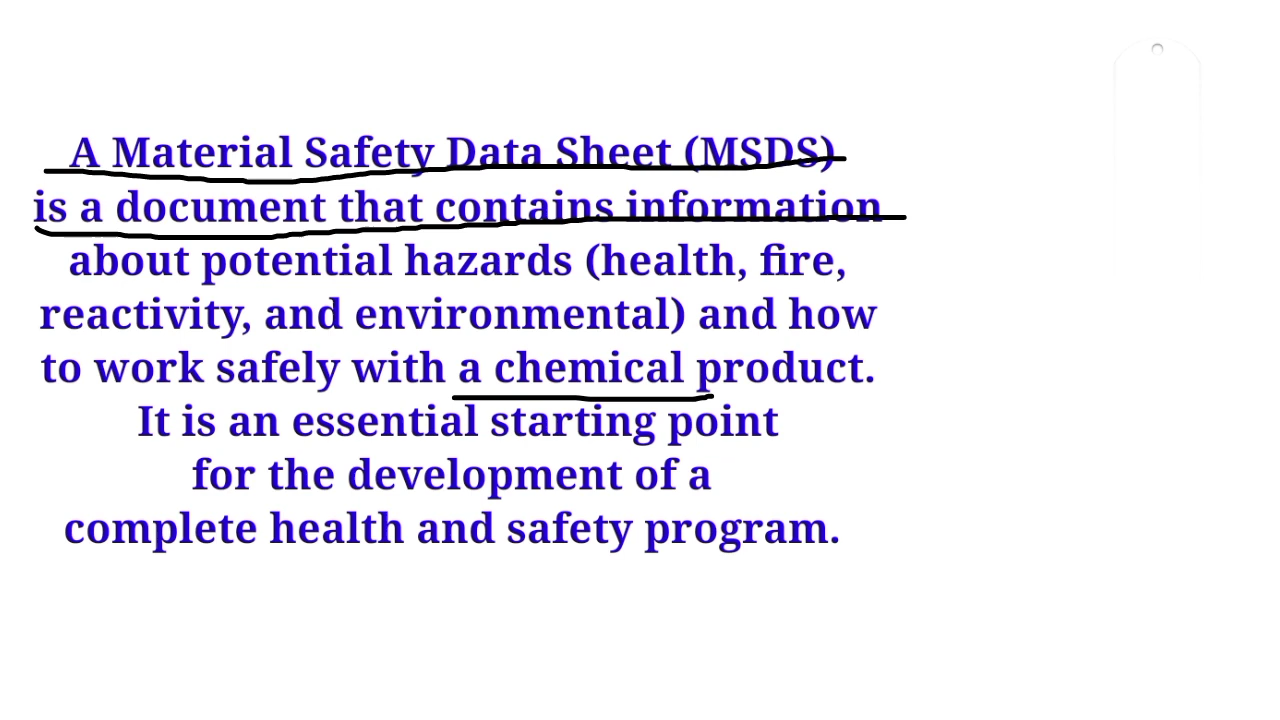 A Material Safety Data Sheet (MSDS)
is a document that contains information
about potential hazards (health, fire,
reactivity, and environmental) and how
to work safely with a chemical product.
It is an essential starting point
for the development of a
complete health and safety program.